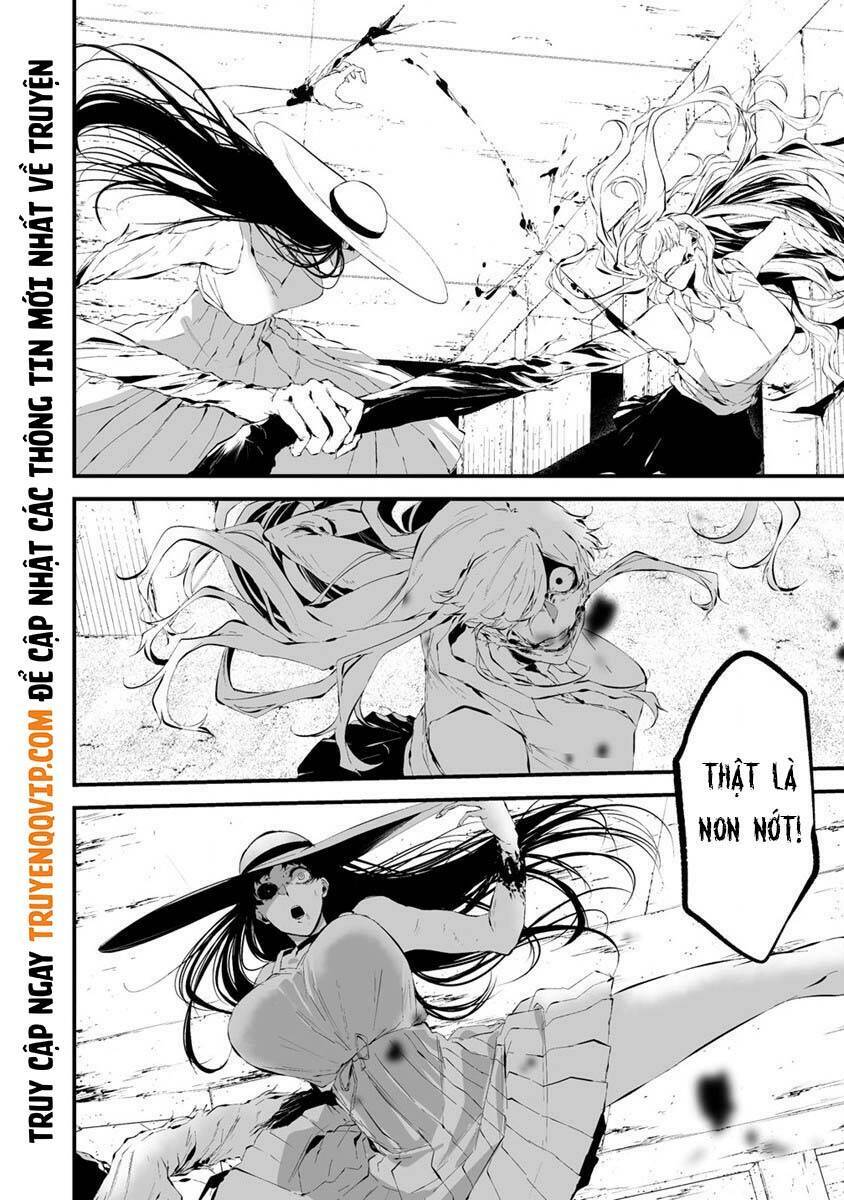 TRUY CẬP NGAY TRUYENQQVIP.COM ĐỂ CẬP NHẬT CÁC THÔNG TIN MỚI NHẤT VỀ TRUYỆN
THẬT LÀ
NON NỚT!